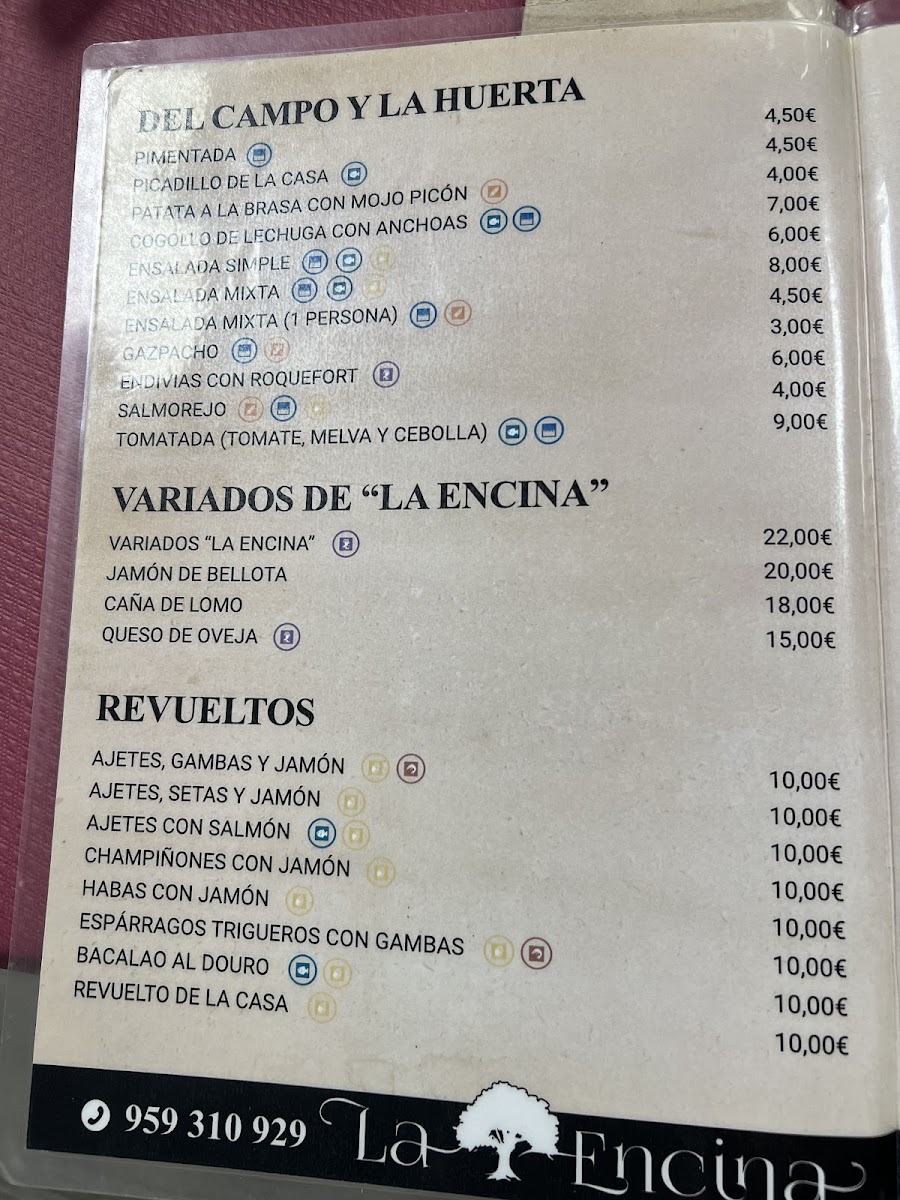 DEL CAMPO Y LA HUERTA
PIMENTADA 4,50€
PICADILLO DE LA CASA 4,50€
PATATA A LA BRASA CON MOJO PICÓN 4,00€
COGOLLO DE LECHUGA CON ANCHOAS 7,00€
ENSALADA SIMPLE 6,00€
ENSALADA MIXTA 8,00€
ENSALADA MIXTA (1 PERSONA) 4,50€
GAZPACHO 3,00€
ENDIVIAS CON ROQUEFORT 6,00€
SALMOREJO 4,00€
TOMATADA (TOMATE, MELVA Y CEBOLLA) 9,00€
VARIADOS DE “LA ENCINA”
VARIADOS “LA ENCINA” 22,00€
JAMÓN DE BELLOTA 20,00€
CAÑA DE LOMO 18,00€
QUESO DE OVEJA 15,00€
REVUELTOS
AJETES, GAMBAS Y JAMÓN 10,00€
AJETES, SETAS Y JAMÓN 10,00€
AJETES CON SALMÓN 10,00€
CHAMPIÑONES CON JAMÓN 10,00€
HABAS CON JAMÓN 10,00€
ESPÁRRAGOS TRIGUEROS CON GAMBAS 10,00€
BACALAO AL DOURO 10,00€
REVUELTO DE LA CASA 10,00€
959 310 929 La Encina